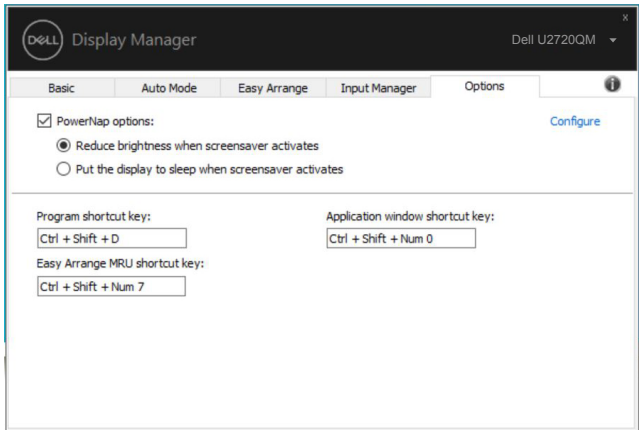 DELL Display Manager
x
Dell U2720QM
Basic Auto Mode Easy Arrange Input Manager Options
PowerNap options: Configure
Reduce brightness when screensaver activates
Put the display to sleep when screensaver activates
Program shortcut key: Application window shortcut key:
Ctrl + Shift + D Ctrl + Shift + Num 0
Easy Arrange MRU shortcut key:
Ctrl + Shift + Num 7